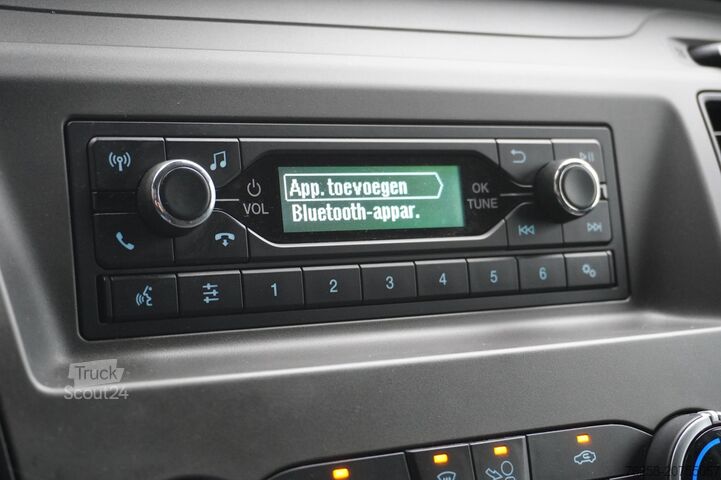 App. toevoegen
Bluetooth-appar.
VOL
OK
TUNE
1 2 3 4 5 6
Truck
Scout24